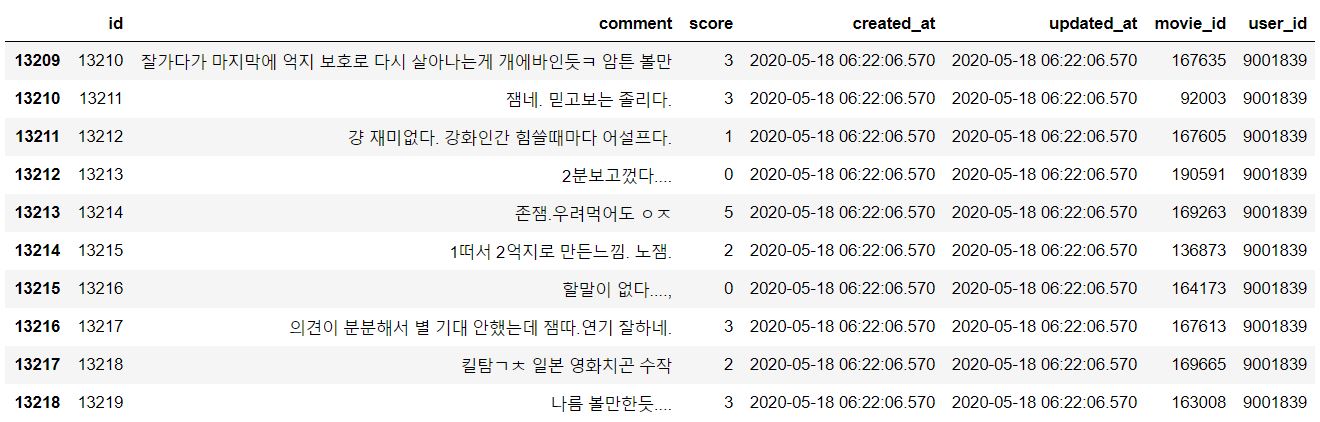 id comment score created_at updated_at movie_id user_id
13209 13210 잘가다가 마지막에 억지 보호로 다시 살아나는게 개에바인듯ㅋ 암튼 볼만 3 2020-05-18 06:22:06.570 2020-05-18 06:22:06.570 167635 9001839
13210 13211 잼네. 믿고보는 졸리다. 3 2020-05-18 06:22:06.570 2020-05-18 06:22:06.570 92003 9001839
13211 13212 걍 재미없다. 강화인간 힘쓸때마다 어설프다. 1 2020-05-18 06:22:06.570 2020-05-18 06:22:06.570 167605 9001839
13212 13213 2분보고껐다.... 0 2020-05-18 06:22:06.570 2020-05-18 06:22:06.570 190591 9001839
13213 13214 존잼.우려먹어도 ㅇㅈ 5 2020-05-18 06:22:06.570 2020-05-18 06:22:06.570 169263 9001839
13214 13215 1떠서 2억지로 만든느낌. 노잼. 2 2020-05-18 06:22:06.570 2020-05-18 06:22:06.570 136873 9001839
13215 13216 할말이 없다...., 0 2020-05-18 06:22:06.570 2020-05-18 06:22:06.570 164173 9001839
13216 13217 의견이 분분해서 별 기대 안했는데 잼따.연기 잘하네. 3 2020-05-18 06:22:06.570 2020-05-18 06:22:06.570 167613 9001839
13217 13218 킬탐ㄱㅊ 일본 영화치곤 수작 2 2020-05-18 06:22:06.570 2020-05-18 06:22:06.570 169665 9001839
13218 13219 나름 볼만한듯.... 3 2020-05-18 06:22:06.570 2020-05-18 06:22:06.570 163008 9001839